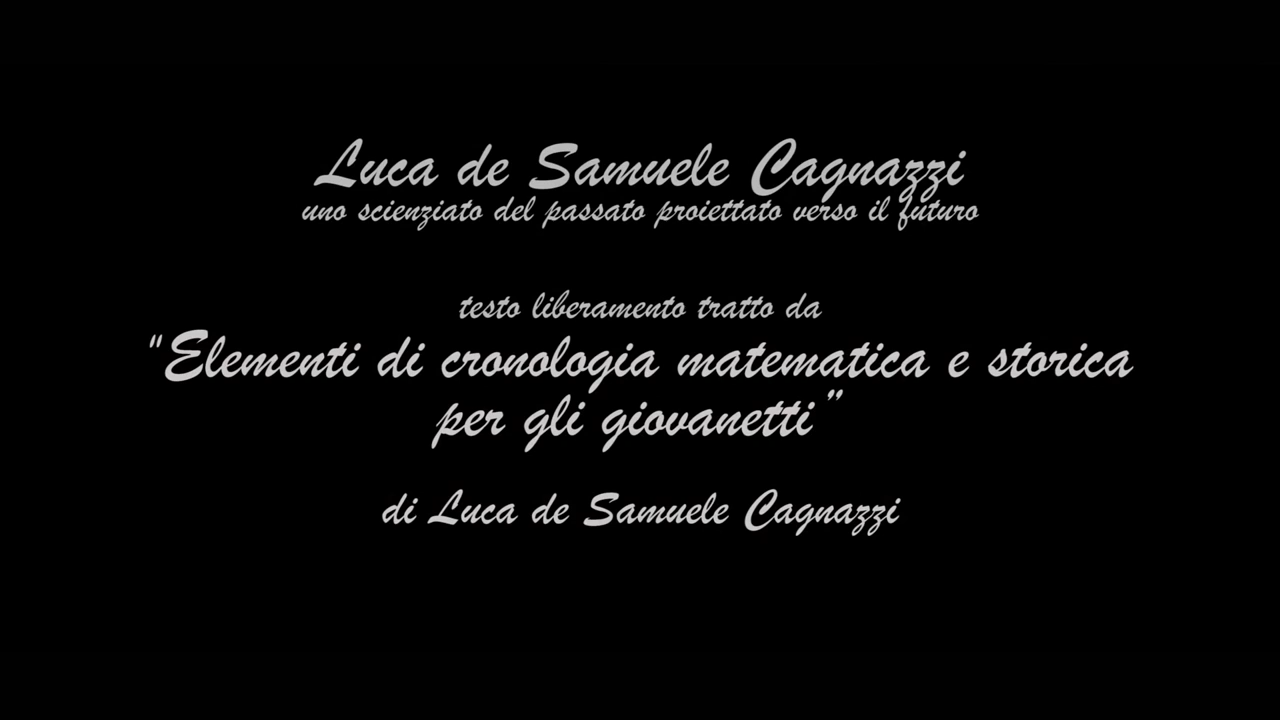 Luca de Samuele Cagnazzi
uno scienziato del passato proiettato verso il futuro
testo liberamento tratto da
"Elementi di cronologia matematica e storica
per gli giovanetti”
di Luca de Samuele Cagnazzi